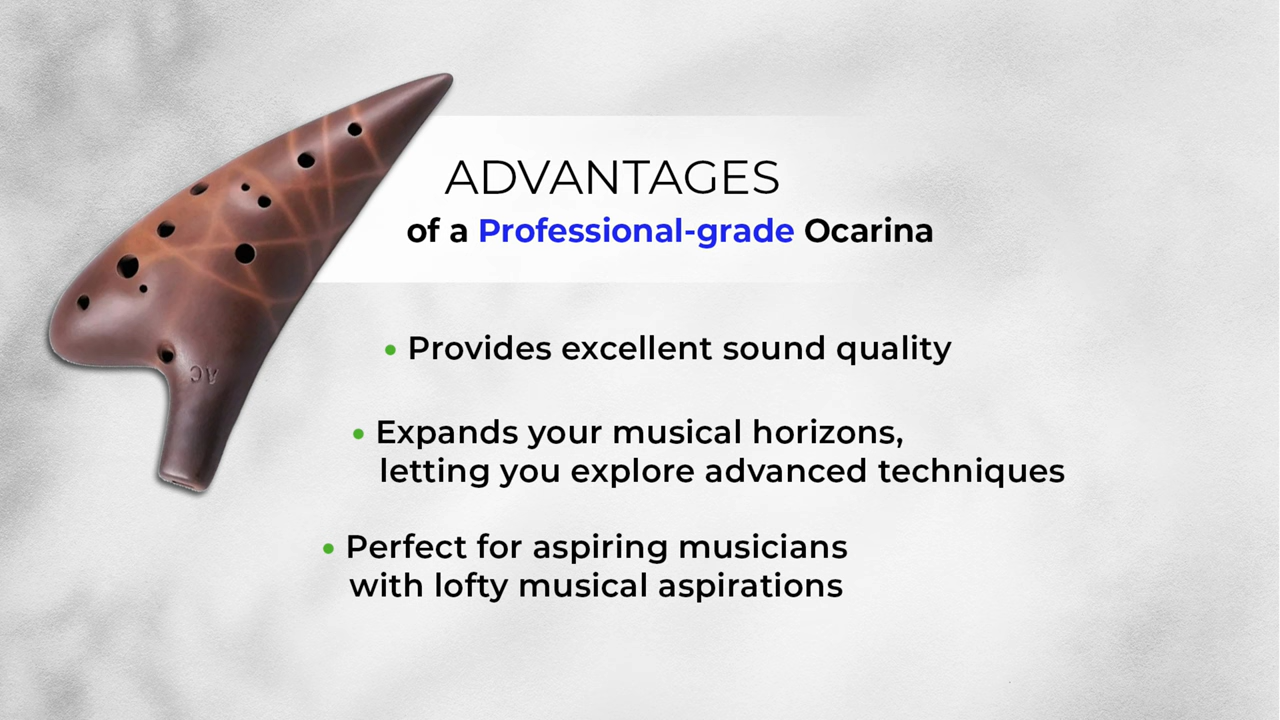 ADVANTAGES
of a Professional-grade Ocarina
• Provides excellent sound quality
• Expands your musical horizons,
letting you explore advanced techniques
• Perfect for aspiring musicians
with lofty musical aspirations
AC